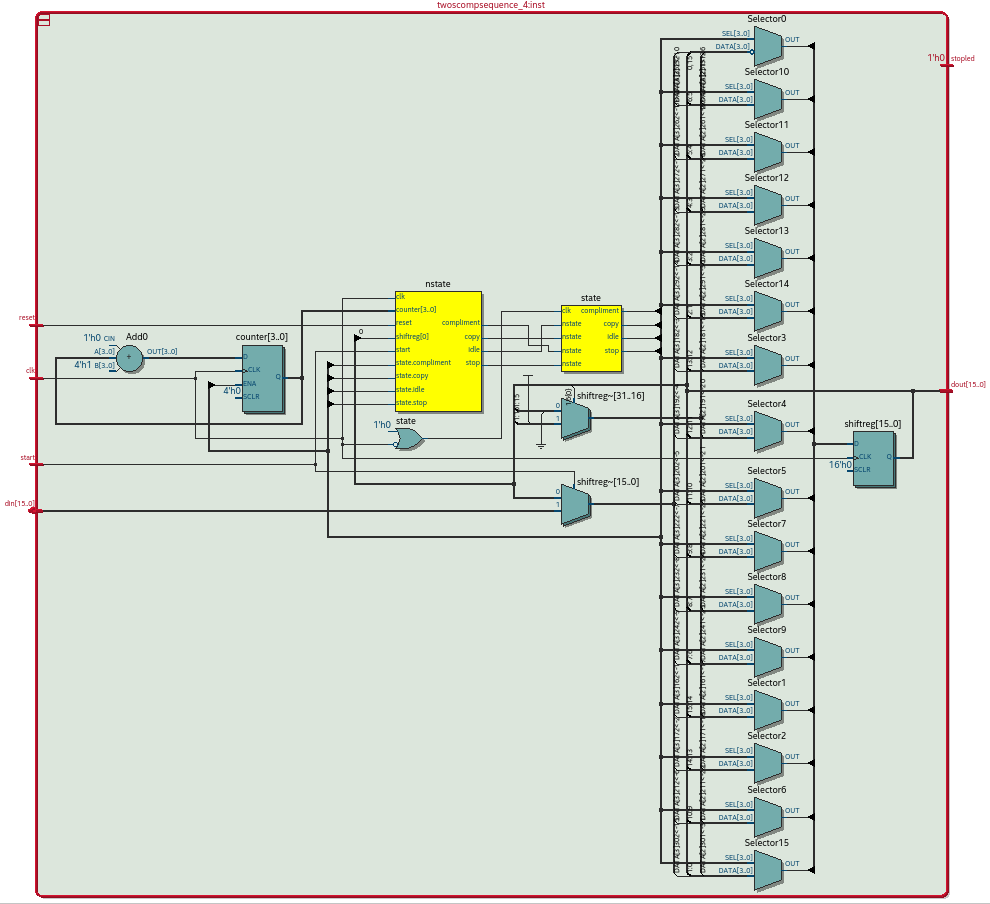 twoscompsequence_4:inst
Selector0
SEL[3..0]
DATA[3..0]
OUT
1'h0
stopled
Selector10
SEL[3..0]
DATA[3..0]
OUT
Selector11
SEL[3..0]
DATA[3..0]
OUT
Selector12
SEL[3..0]
DATA[3..0]
OUT
Selector13
SEL[3..0]
DATA[3..0]
OUT
Selector14
SEL[3..0]
DATA[3..0]
OUT
Selector3
SEL[3..0]
DATA[3..0]
OUT
Selector4
SEL[3..0]
DATA[3..0]
OUT
Selector5
SEL[3..0]
DATA[3..0]
OUT
Selector7
SEL[3..0]
DATA[3..0]
OUT
Selector8
SEL[3..0]
DATA[3..0]
OUT
Selector9
SEL[3..0]
DATA[3..0]
OUT
Selector1
SEL[3..0]
DATA[3..0]
OUT
Selector2
SEL[3..0]
DATA[3..0]
OUT
Selector6
SEL[3..0]
DATA[3..0]
OUT
Selector15
SEL[3..0]
DATA[3..0]
OUT
nstate
clk
counter[3..0]
reset
shiftreg[0]
start
state.compliment
state.copy
state.idle
state.stop
compliment
copy
idle
stop
0
state
clk
nstate
nstate
nstate
compliment
copy
idle
stop
reset
clk
start
din[15..0]
Add0
1'h0 CIN
A[3..0]
4'h1 B[3..0]
OUT[3..0]
+
counter[3..0]
D
CLK
ENA
4'h0
SCLR
Q
state
1'h0
shiftreg~[31..16]
0
1
shiftreg~[15..0]
0
1
dout[15..0]
shiftreg[15..0]
D
CLK
16'h0
SCLR
Q